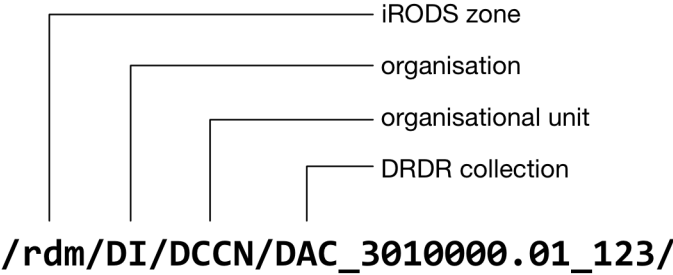 iRODS zone
organisation
organisational unit
DRDR collection
/rdm/DI/DCCN/DAC_3010000.01_123/